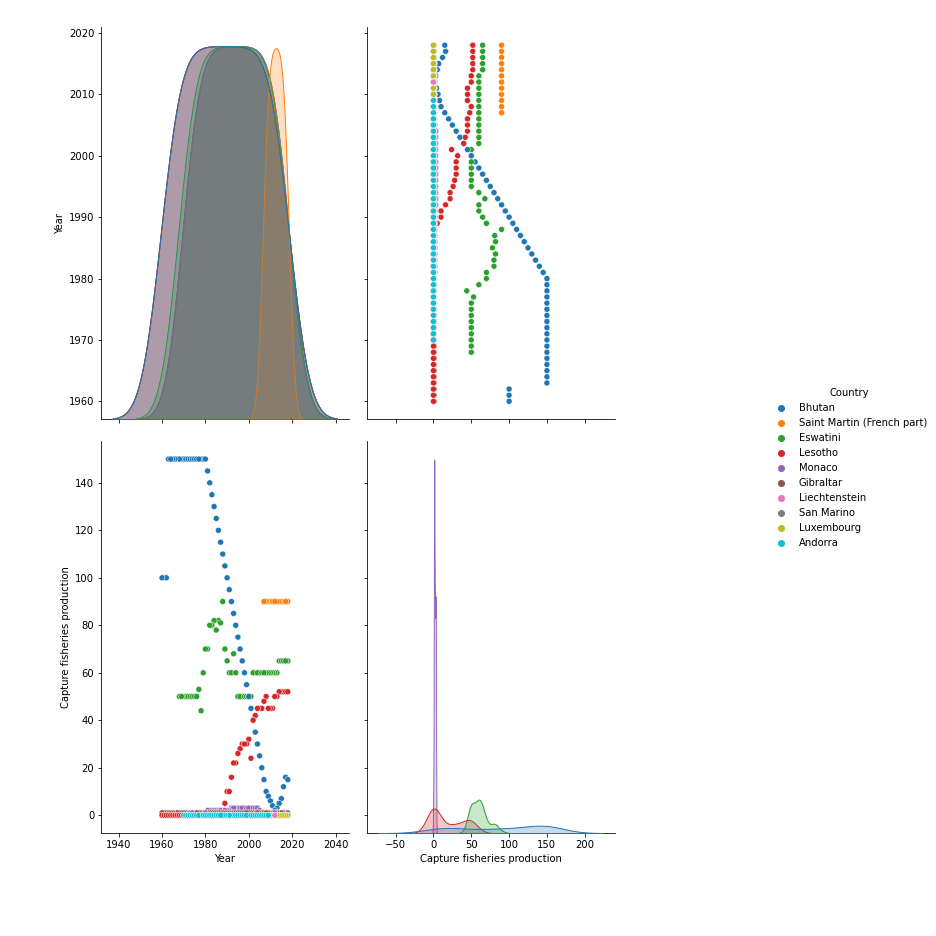 2020
2010
2000
1990
1980
1970
1960
Year
Country
Bhutan
Saint Martin (French part)
Eswatini
Lesotho
Monaco
Gibraltar
Liechtenstein
San Marino
Luxembourg
Andorra
140
120
100
80
60
40
20
0
Capture fisheries production
1940 1960 1980 2000 2020 2040
Year
−50 0 50 100 150 200
Capture fisheries production